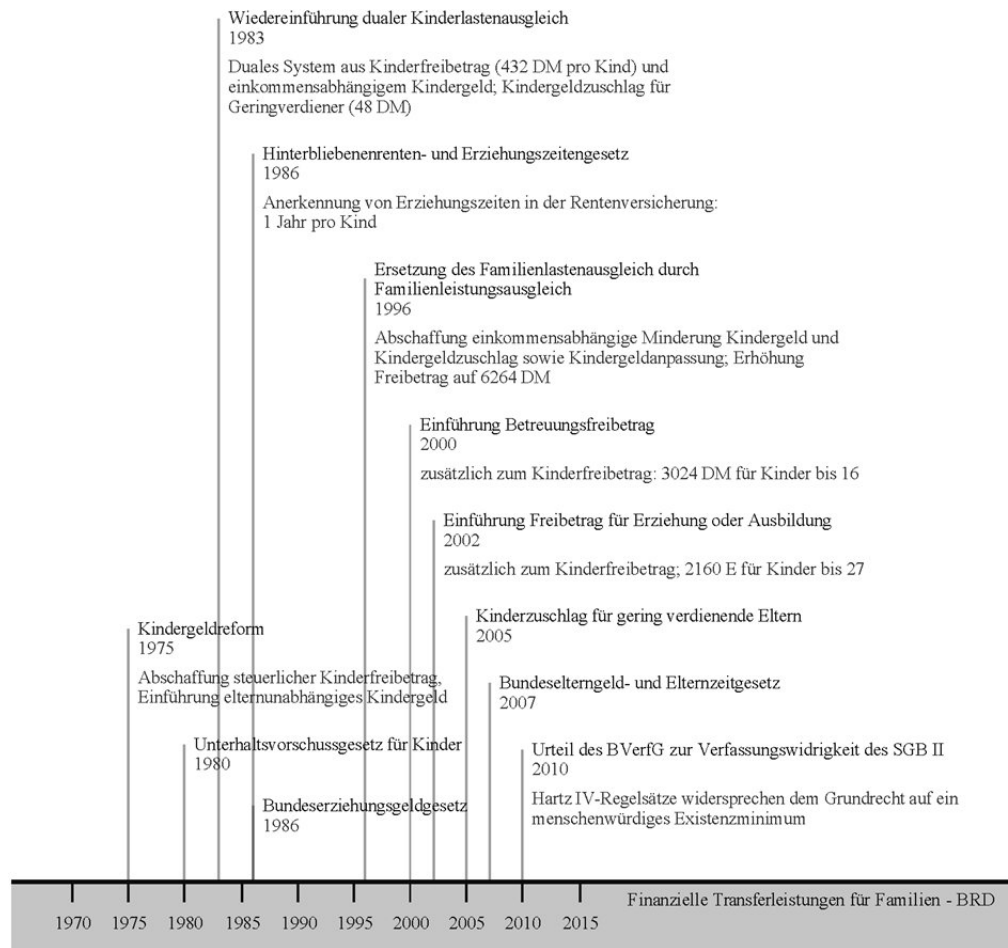 Wiedereinführung dualer Kinderlastenausgleich
1983
Duales System aus Kinderfreibetrag (432 DM pro Kind) und
einkommensabhängigem Kindergeld; Kindergeldzuschlag für
Geringverdiener (48 DM)
Hinterbliebenenrenten- und Erziehungszeitengesetz
1986
Anerkennung von Erziehungszeiten in der Rentenversicherung:
1 Jahr pro Kind
Ersetzung des Familienlastenausgleich durch
Familienleistungsausgleich
1996
Abschaffung einkommensabhängige Minderung Kindergeld und
Kindergeldzuschlag sowie Kindergeldanpassung; Erhöhung
Freibetrag auf 6264 DM
Einführung Betreuungsfreibetrag
2000
zusätzlich zum Kinderfreibetrag: 3024 DM für Kinder bis 16
Einführung Freibetrag für Erziehung oder Ausbildung
2002
zusätzlich zum Kinderfreibetrag; 2160 E für Kinder bis 27
Kinderzuschlag für gering verdienende Eltern
2005
Kindergeldreform
1975
Abschaffung steuerlicher Kinderfreibetrag,
Einführung elternunabhängiges Kindergeld
Bundeselterngeld- und Elternzeitgesetz
2007
Unterhaltsvorschussgesetz für Kinder
1980
Urteil des BVerfG zur Verfassungswidrigkeit des SGB II
2010
Hartz IV-Regelsätze widersprechen dem Grundrecht auf ein
menschenwürdiges Existenzminimum
Bundeserziehungsgeldgesetz
1986
Finanzielle Transferleistungen für Familien - BRD
1970 1975 1980 1985 1990 1995 2000 2005 2010 2015